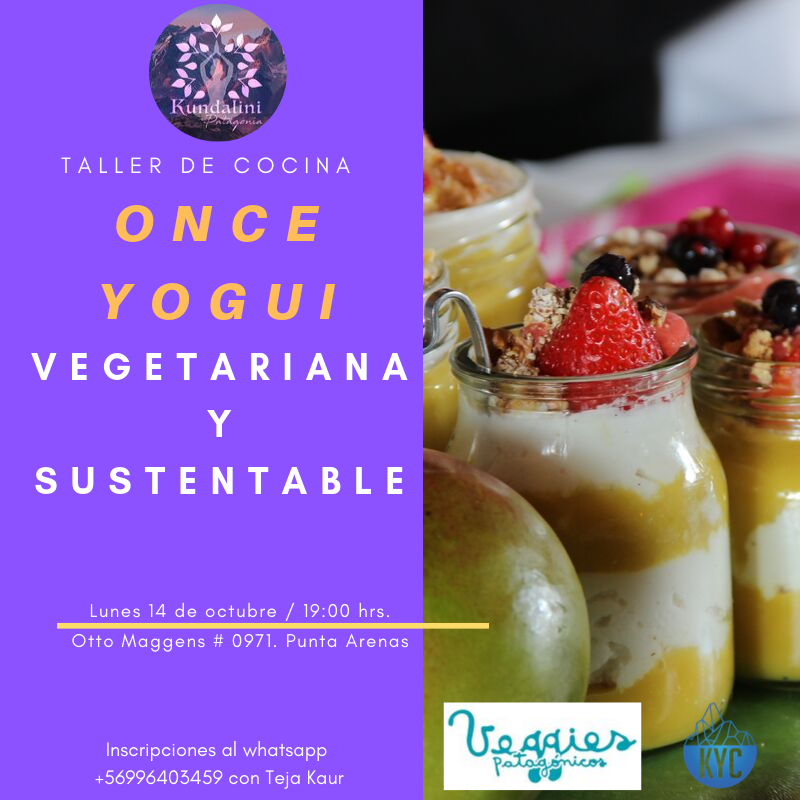 Kundalini
Patagonia
TALLER DE COCINA
ONCE
YOGUI
VEGETARIANA
Y
SUSTENTABLE
Lunes 14 de octubre / 19:00 hrs.
Otto Maggens # 0971. Punta Arenas
Inscripciones al whatsapp
+56996403459 con Teja Kaur
Veggies
patagónicos
KYC